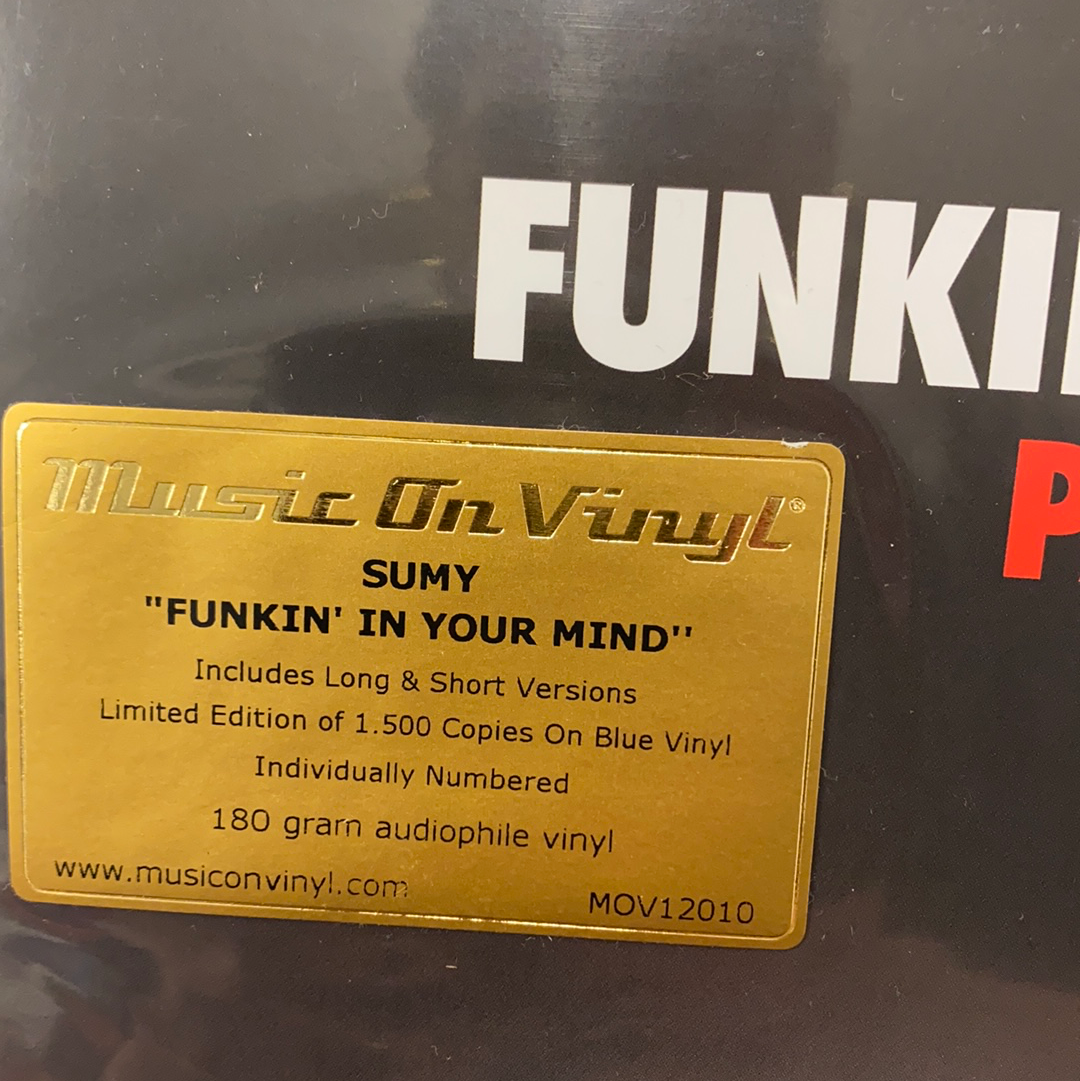 FUNKI
P
Music On Vinyl®
SUMY
"FUNKIN' IN YOUR MIND"
Includes Long & Short Versions
Limited Edition of 1.500 Copies On Blue Vinyl
Individually Numbered
180 gram audiophile vinyl
www.musiconvinyl.com
MOV12010